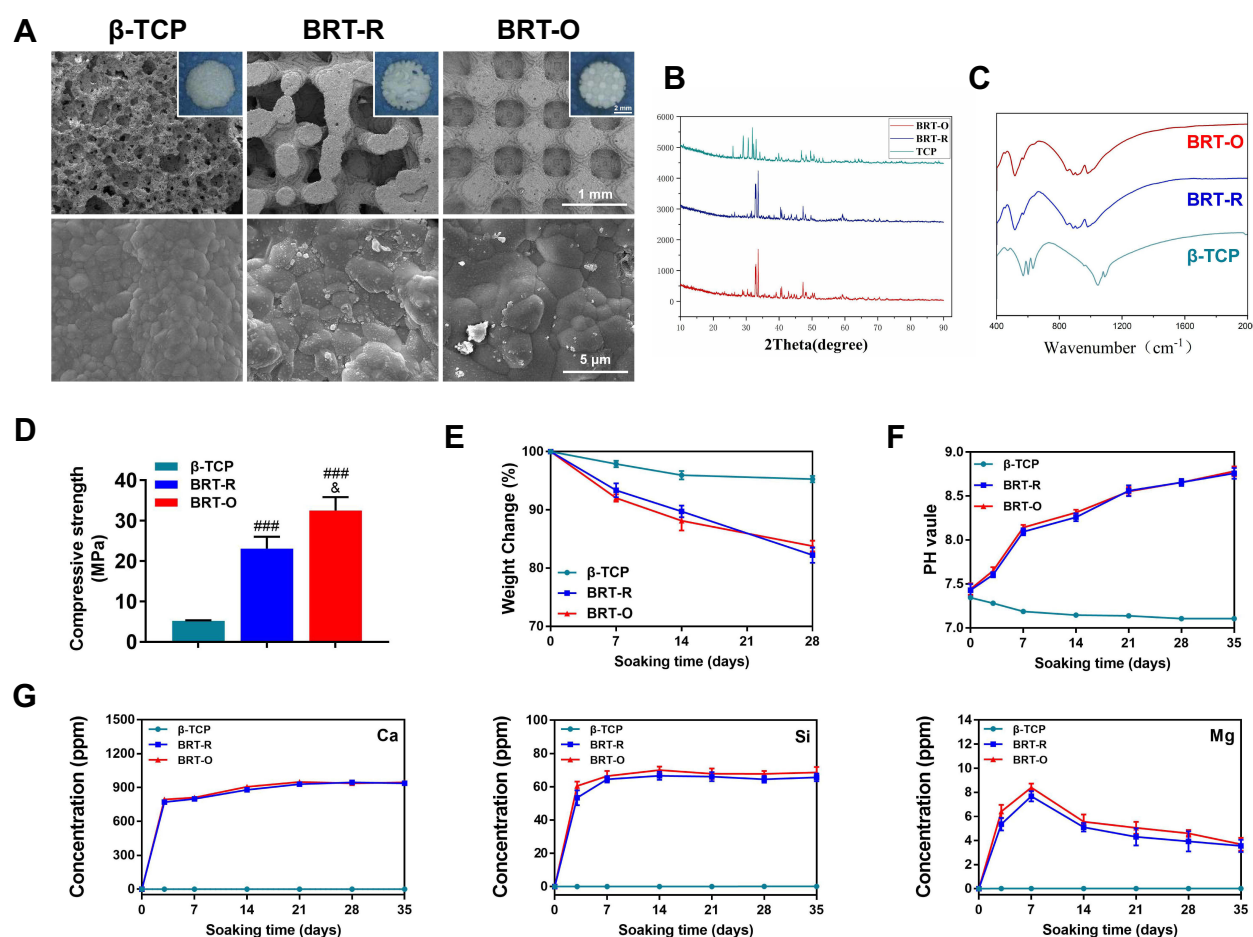 A
β-TCP
BRT-R
BRT-O
2 mm
1 mm
5 μm
B
BRT-O
BRT-R
TCP
6000
5000
4000
3000
2000
1000
0
10 20 30 40 50 60 70 80 90
2Theta(degree)
C
BRT-O
BRT-R
β-TCP
400 800 1200 1600 200
Wavenumber（cm-1）
D
β-TCP
BRT-R
BRT-O
Compressive strength
(MPa)
40
30
20
10
0
###
###
&
E
Weight Change (%)
100
90
80
70
β-TCP
BRT-R
BRT-O
0 7 14 21 28
Soaking time (days)
F
PH vaule
9.0
8.5
8.0
7.5
7.0
β-TCP
BRT-R
BRT-O
0 7 14 21 28 35
Soaking time (days)
G
Concentration (ppm)
1500
1200
900
600
300
0
β-TCP
BRT-R
BRT-O
Ca
0 7 14 21 28 35
Soaking time (days)
Concentration (ppm)
100
80
60
40
20
0
β-TCP
BRT-R
BRT-O
Si
0 7 14 21 28 35
Soaking time (days)
Concentration (ppm)
14
12
10
8
6
4
2
0
β-TCP
BRT-R
BRT-O
Mg
0 7 14 21 28 35
Soaking time (days)